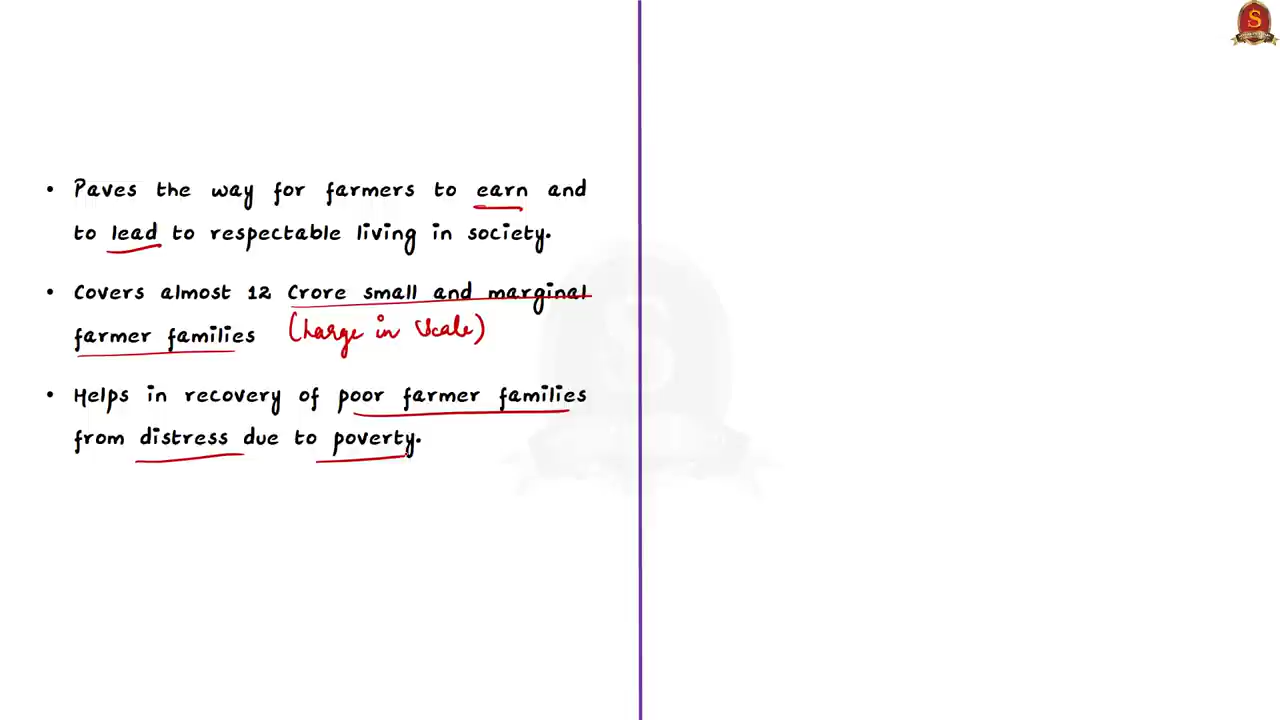 • Paves the way for farmers to earn and
to lead to respectable living in society.
• Covers almost 12 Crore small and marginal
farmer families (Large in Scale)
• Helps in recovery of poor farmer families
from distress due to poverty.
S